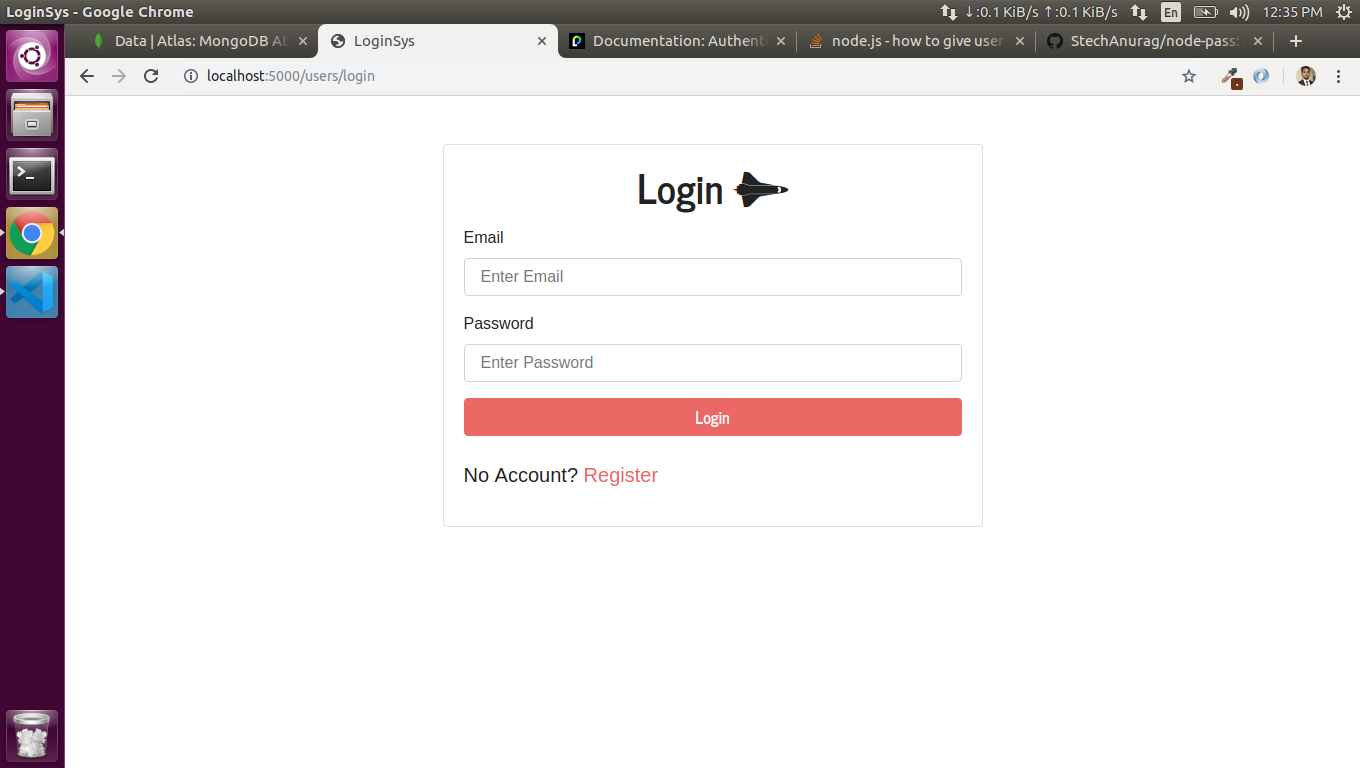 LoginSys - Google Chrome
↓:0.1 KiB/s ↑:0.1 KiB/s En 12:35 PM
Data | Atlas: MongoDB At LoginSys Documentation: Authenti node.js - how to give user StechAnurag/node-pass
localhost:5000/users/login
Login
Email
Enter Email
Password
Enter Password
Login
No Account? Register